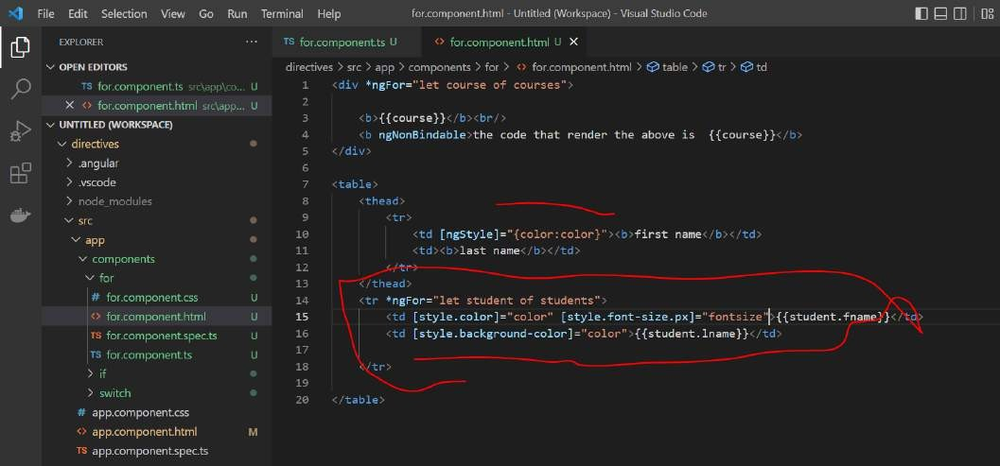 File Edit Selection View Go Run Terminal Help for.component.html - Untitled (Workspace) - Visual Studio Code
EXPLORER ...
OPEN EDITORS
TS for.component.ts src\app\co... U
<> for.component.html src\app... U
UNTITLED (WORKSPACE)
directives
.angular
.vscode
node_modules
src
app
components
for
# for.component.css U
<> for.component.html U
TS for.component.spec.ts U
TS for.component.ts U
if
switch
# app.component.css
<> app.component.html M
TS app.component.spec.ts
TS for.component.ts U <> for.component.html U
directives > src > app > components > for > <> for.component.html > table > tr > td
1 <div *ngFor="let course of courses">
2
3 <b>{{course}}</b><br/>
4 <b ngNonBindable>the code that render the above is {{course}}</b>
5 </div>
6
7 <table>
8 <thead>
9 <tr>
10 <td [ngStyle]="{color:color}"><b>first name</b></td>
11 <td><b>last name</b></td>
12 </tr>
13 </thead>
14 <tr *ngFor="let student of students">
15 <td [style.color]="color" [style.font-size.px]="fontsize">{{student.fname}}</td>
16 <td [style.background-color]="color">{{student.lname}}</td>
17
18 </tr>
19
20 </table>